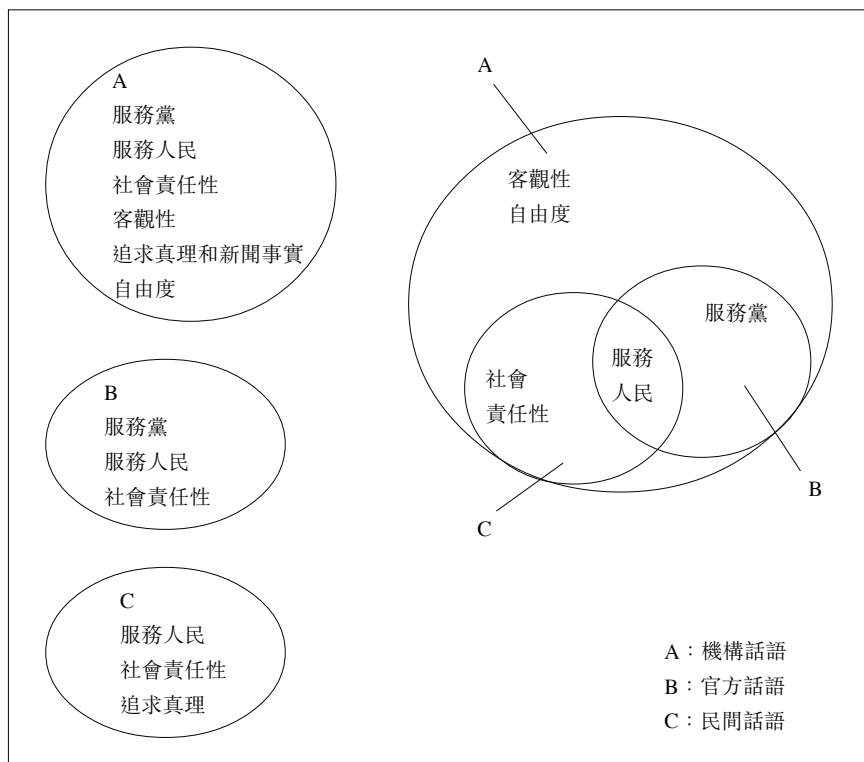 A
服務黨
服務人民
社會責任性
客觀性
追求真理和新聞事實
自由度
B
服務黨
服務人民
社會責任性
C
服務人民
社會責任性
追求真理
A
客觀性
自由度
服務黨
服務
人民
社會
責任性
B
C
A：機構話語
B：官方話語
C：民間話語